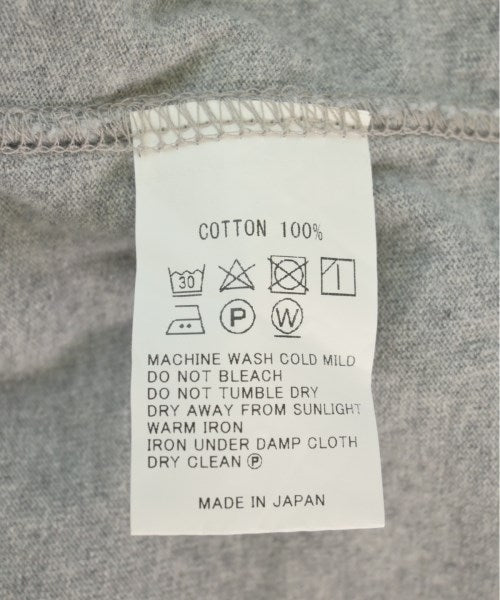 COTTON 100%
30
P W
MACHINE WASH COLD MILD
DO NOT BLEACH
DO NOT TUMBLE DRY
DRY AWAY FROM SUNLIGHT
WARM IRON
IRON UNDER DAMP CLOTH
DRY CLEAN Ⓟ
MADE IN JAPAN